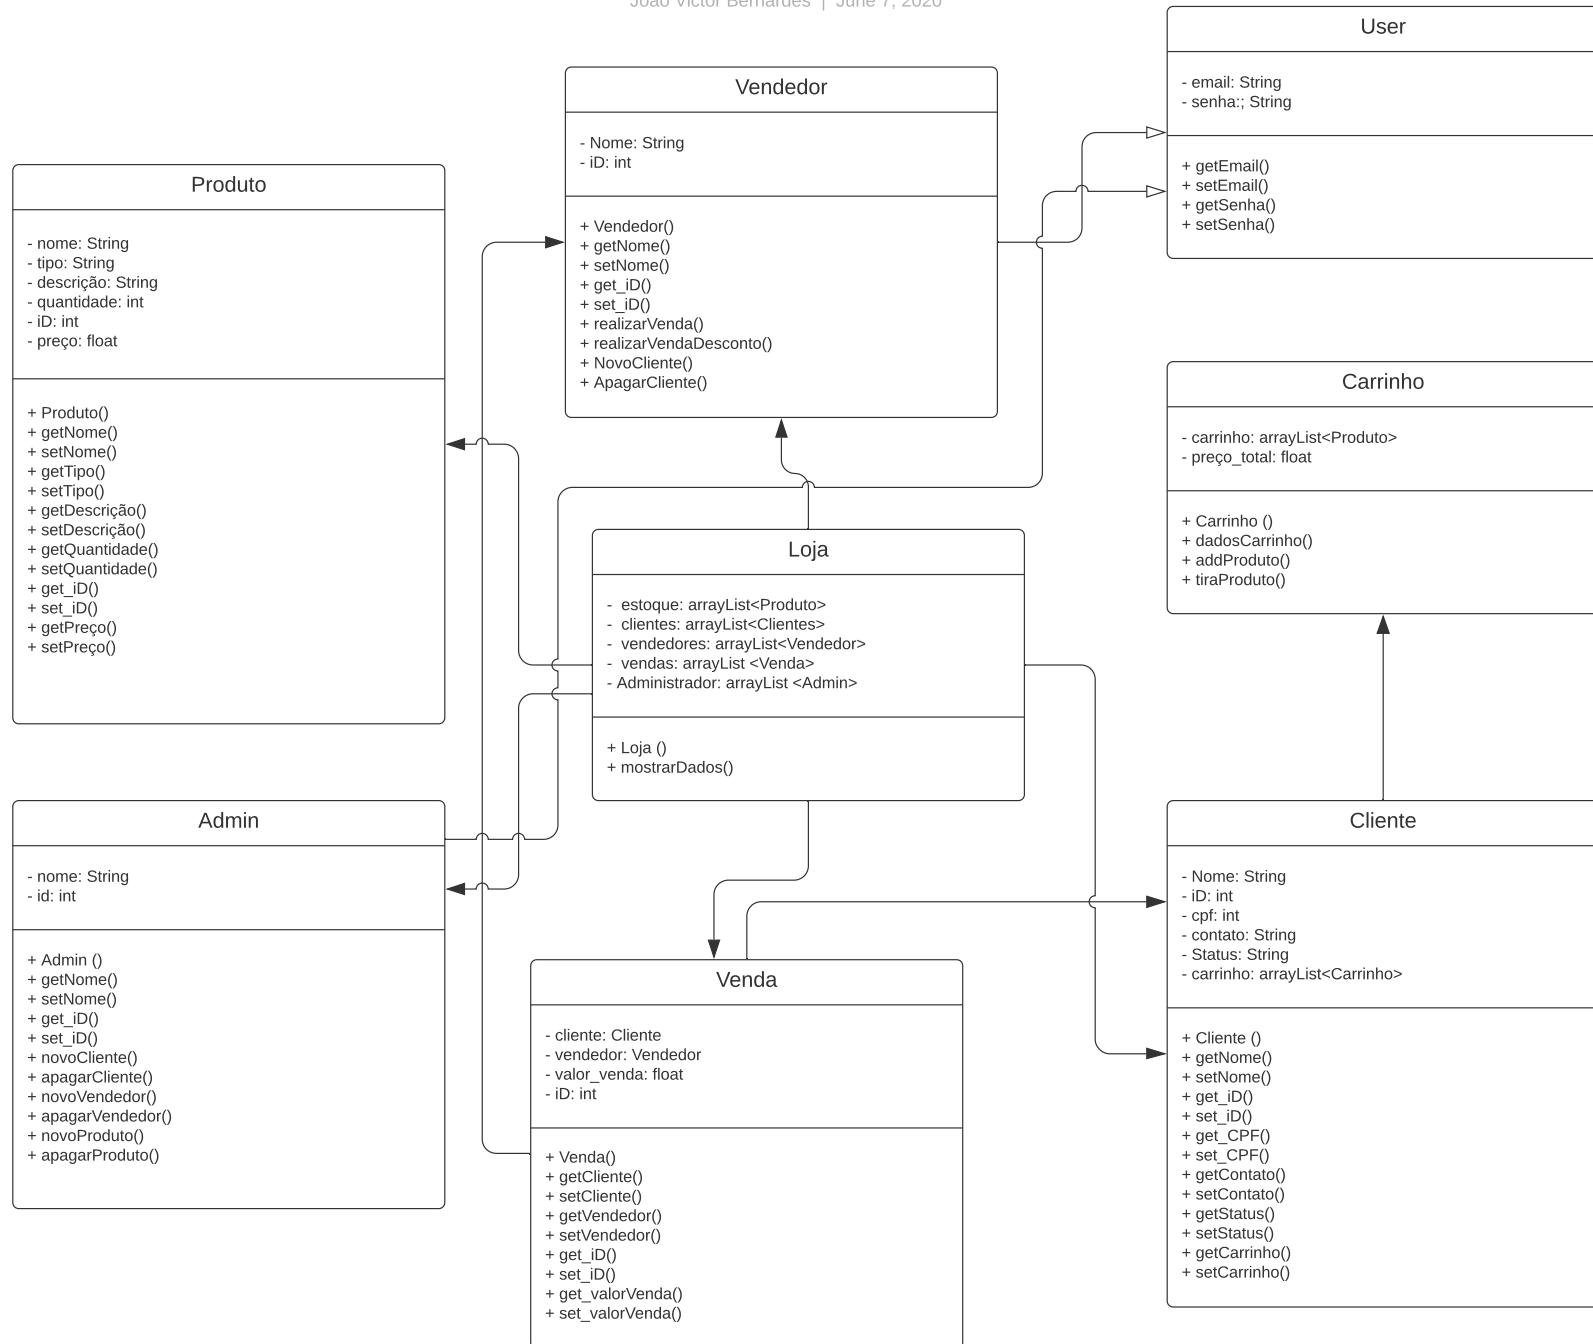 João Victor Bernardes | June 7, 2020
User
- email: String
- senha:; String
+ getEmail()
+ setEmail()
+ getSenha()
+ setSenha()
Vendedor
- Nome: String
- iD: int
+ Vendedor()
+ getNome()
+ setNome()
+ get_iD()
+ set_iD()
+ realizarVenda()
+ realizarVendaDesconto()
+ NovoCliente()
+ ApagarCliente()
Produto
- nome: String
- tipo: String
- descrição: String
- quantidade: int
- iD: int
- preço: float
+ Produto()
+ getNome()
+ setNome()
+ getTipo()
+ setTipo()
+ getDescrição()
+ setDescrição()
+ getQuantidade()
+ setQuantidade()
+ get_iD()
+ set_iD()
+ getPreço()
+ setPreço()
Carrinho
- carrinho: arrayList<Produto>
- preço_total: float
+ Carrinho ()
+ dadosCarrinho()
+ addProduto()
+ tiraProduto()
Loja
- estoque: arrayList<Produto>
- clientes: arrayList<Clientes>
- vendedores: arrayList<Vendedor>
- vendas: arrayList <Venda>
- Administrador: arrayList <Admin>
+ Loja ()
+ mostrarDados()
Admin
- nome: String
- id: int
+ Admin ()
+ getNome()
+ setNome()
+ get_iD()
+ set_iD()
+ novoCliente()
+ apagarCliente()
+ novoVendedor()
+ apagarVendedor()
+ novoProduto()
+ apagarProduto()
Cliente
- Nome: String
- iD: int
- cpf: int
- contato: String
- Status: String
- carrinho: arrayList<Carrinho>
+ Cliente ()
+ getNome()
+ setNome()
+ get_iD()
+ set_iD()
+ get_CPF()
+ set_CPF()
+ getContato()
+ setContato()
+ getStatus()
+ setStatus()
+ getCarrinho()
+ setCarrinho()
Venda
- cliente: Cliente
- vendedor: Vendedor
- valor_venda: float
- iD: int
+ Venda()
+ getCliente()
+ setCliente()
+ getVendedor()
+ setVendedor()
+ get_iD()
+ set_iD()
+ get_valorVenda()
+ set_valorVenda()